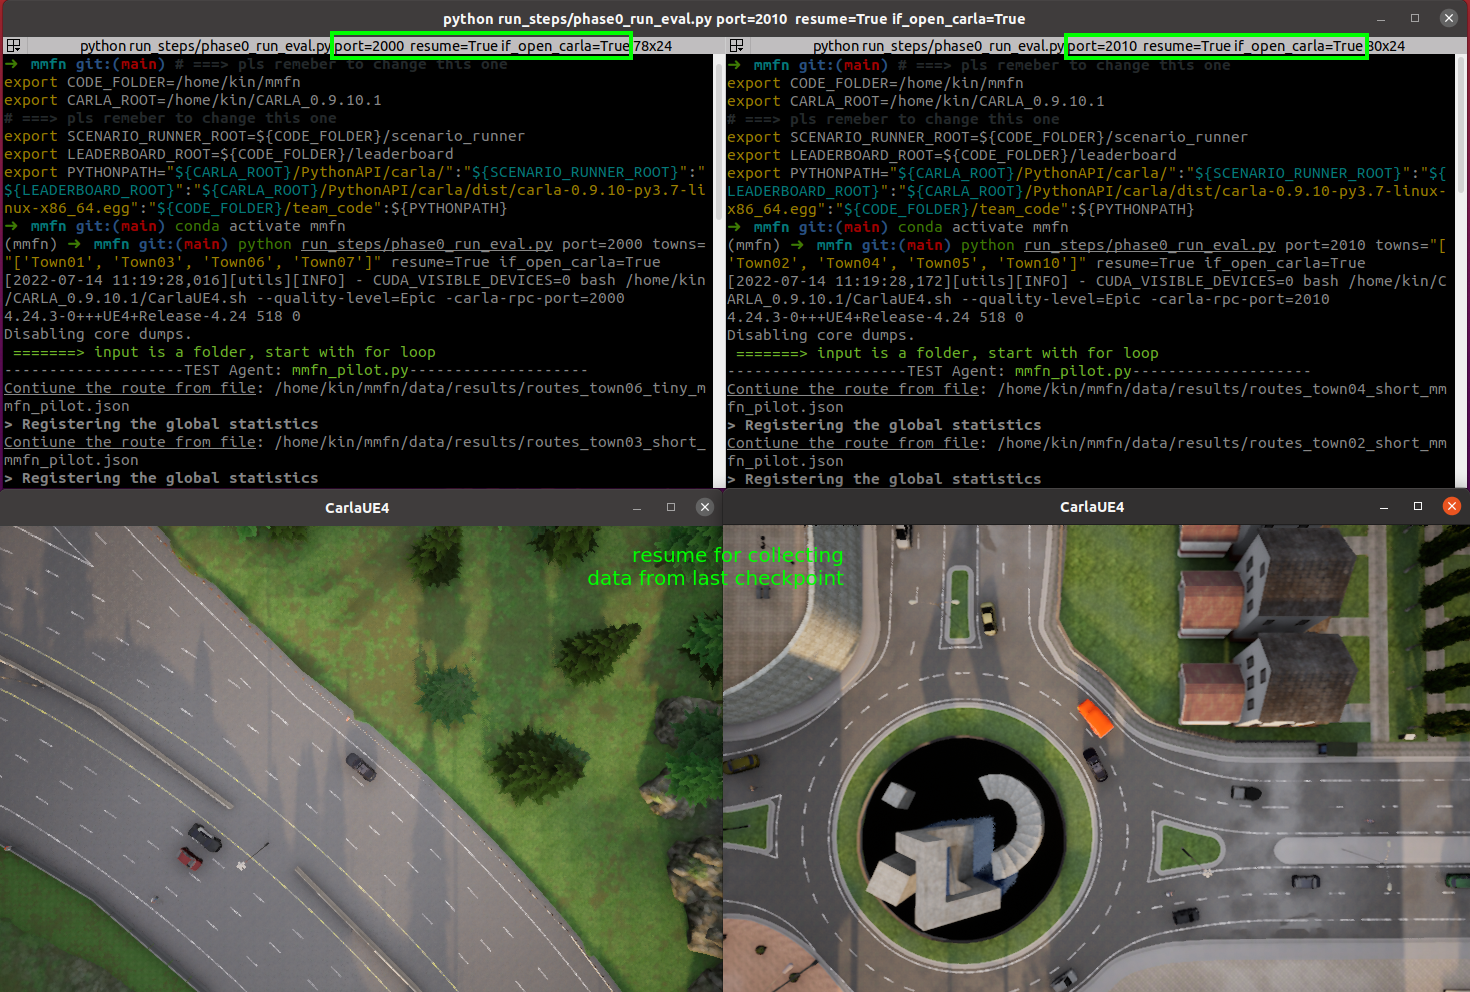 python run_steps/phase0_run_eval.py port=2010  resume=True if_open_carla=True
python run_steps/phase0_run_eval.py port=2000  resume=True if_open_carla=True 78x24
➜  mmfn git:(main) # ===> pls remeber to change this one
export CODE_FOLDER=/home/kin/mmfn
export CARLA_ROOT=/home/kin/CARLA_0.9.10.1
# ===> pls remeber to change this one
export SCENARIO_RUNNER_ROOT=${CODE_FOLDER}/scenario_runner
export LEADERBOARD_ROOT=${CODE_FOLDER}/leaderboard
export PYTHONPATH="${CARLA_ROOT}/PythonAPI/carla/":"${SCENARIO_RUNNER_ROOT}":"
${LEADERBOARD_ROOT}":"${CARLA_ROOT}/PythonAPI/carla/dist/carla-0.9.10-py3.7-li
nux-x86_64.egg":"${CODE_FOLDER}/team_code":${PYTHONPATH}
➜  mmfn git:(main) conda activate mmfn
(mmfn) ➜  mmfn git:(main) python run_steps/phase0_run_eval.py port=2000 towns=
"['Town01', 'Town03', 'Town06', 'Town07']" resume=True if_open_carla=True
[2022-07-14 11:19:28,016][utils][INFO] - CUDA_VISIBLE_DEVICES=0 bash /home/kin
/CARLA_0.9.10.1/CarlaUE4.sh --quality-level=Epic -carla-rpc-port=2000
4.24.3-0+++UE4+Release-4.24 518 0
Disabling core dumps.
=======> input is a folder, start with for loop
--------------------TEST Agent: mmfn_pilot.py--------------------
Contiune the route from file: /home/kin/mmfn/data/results/routes_town06_tiny_m
mfn_pilot.json
> Registering the global statistics
Contiune the route from file: /home/kin/mmfn/data/results/routes_town03_short_
mmfn_pilot.json
> Registering the global statistics
python run_steps/phase0_run_eval.py port=2010  resume=True if_open_carla=True 80x24
➜  mmfn git:(main) # ===> pls remeber to change this one
export CODE_FOLDER=/home/kin/mmfn
export CARLA_ROOT=/home/kin/CARLA_0.9.10.1
# ===> pls remeber to change this one
export SCENARIO_RUNNER_ROOT=${CODE_FOLDER}/scenario_runner
export LEADERBOARD_ROOT=${CODE_FOLDER}/leaderboard
export PYTHONPATH="${CARLA_ROOT}/PythonAPI/carla/":"${SCENARIO_RUNNER_ROOT}":"${
LEADERBOARD_ROOT}":"${CARLA_ROOT}/PythonAPI/carla/dist/carla-0.9.10-py3.7-linux-
x86_64.egg":"${CODE_FOLDER}/team_code":${PYTHONPATH}
➜  mmfn git:(main) conda activate mmfn
(mmfn) ➜  mmfn git:(main) python run_steps/phase0_run_eval.py port=2010 towns="[
'Town02', 'Town04', 'Town05', 'Town10']" resume=True if_open_carla=True
[2022-07-14 11:19:28,172][utils][INFO] - CUDA_VISIBLE_DEVICES=0 bash /home/kin/C
ARLA_0.9.10.1/CarlaUE4.sh --quality-level=Epic -carla-rpc-port=2010
4.24.3-0+++UE4+Release-4.24 518 0
Disabling core dumps.
=======> input is a folder, start with for loop
--------------------TEST Agent: mmfn_pilot.py--------------------
Contiune the route from file: /home/kin/mmfn/data/results/routes_town04_short_mm
fn_pilot.json
> Registering the global statistics
Contiune the route from file: /home/kin/mmfn/data/results/routes_town02_short_mm
fn_pilot.json
> Registering the global statistics
CarlaUE4
CarlaUE4
resume for collecting
data from last checkpoint